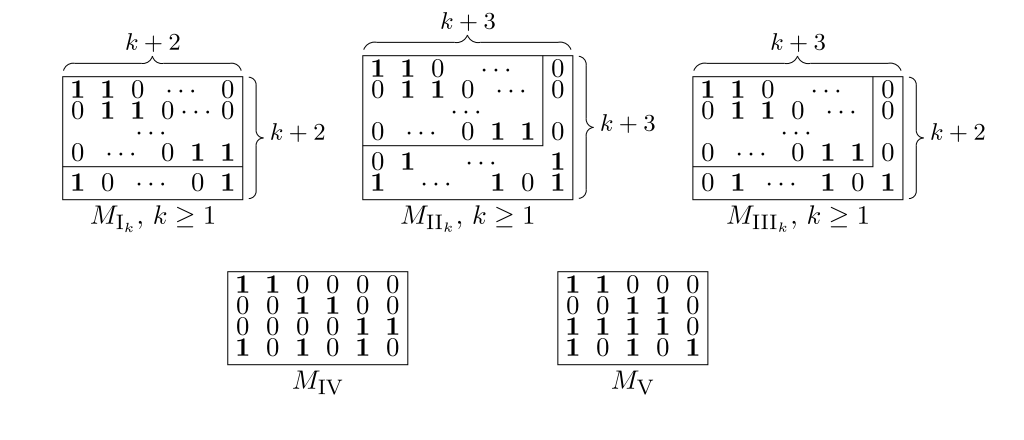 k + 2
1 1 0 ⋯ 0
0 1 1 0 ⋯ 0
⋯
0 ⋯ 0 1 1
1 0 ⋯ 0 1
k + 2
M_{I_k}, k ≥ 1
k + 3
1 1 0 ⋯ 0
0 1 1 0 ⋯ 0
⋯
0 ⋯ 0 1 1 0
0 1 ⋯ 1
1 ⋯ 1 0 1
k + 3
M_{II_k}, k ≥ 1
k + 3
1 1 0 ⋯ 0
0 1 1 0 ⋯ 0
⋯
0 ⋯ 0 1 1 0
0 1 ⋯ 1 0 1
k + 2
M_{III_k}, k ≥ 1
1 1 0 0 0 0
0 0 1 1 0 0
0 0 0 0 1 1
1 0 1 0 1 0
M_{IV}
1 1 0 0 0
0 0 1 1 0
1 1 1 1 0
1 0 1 0 1
M_V